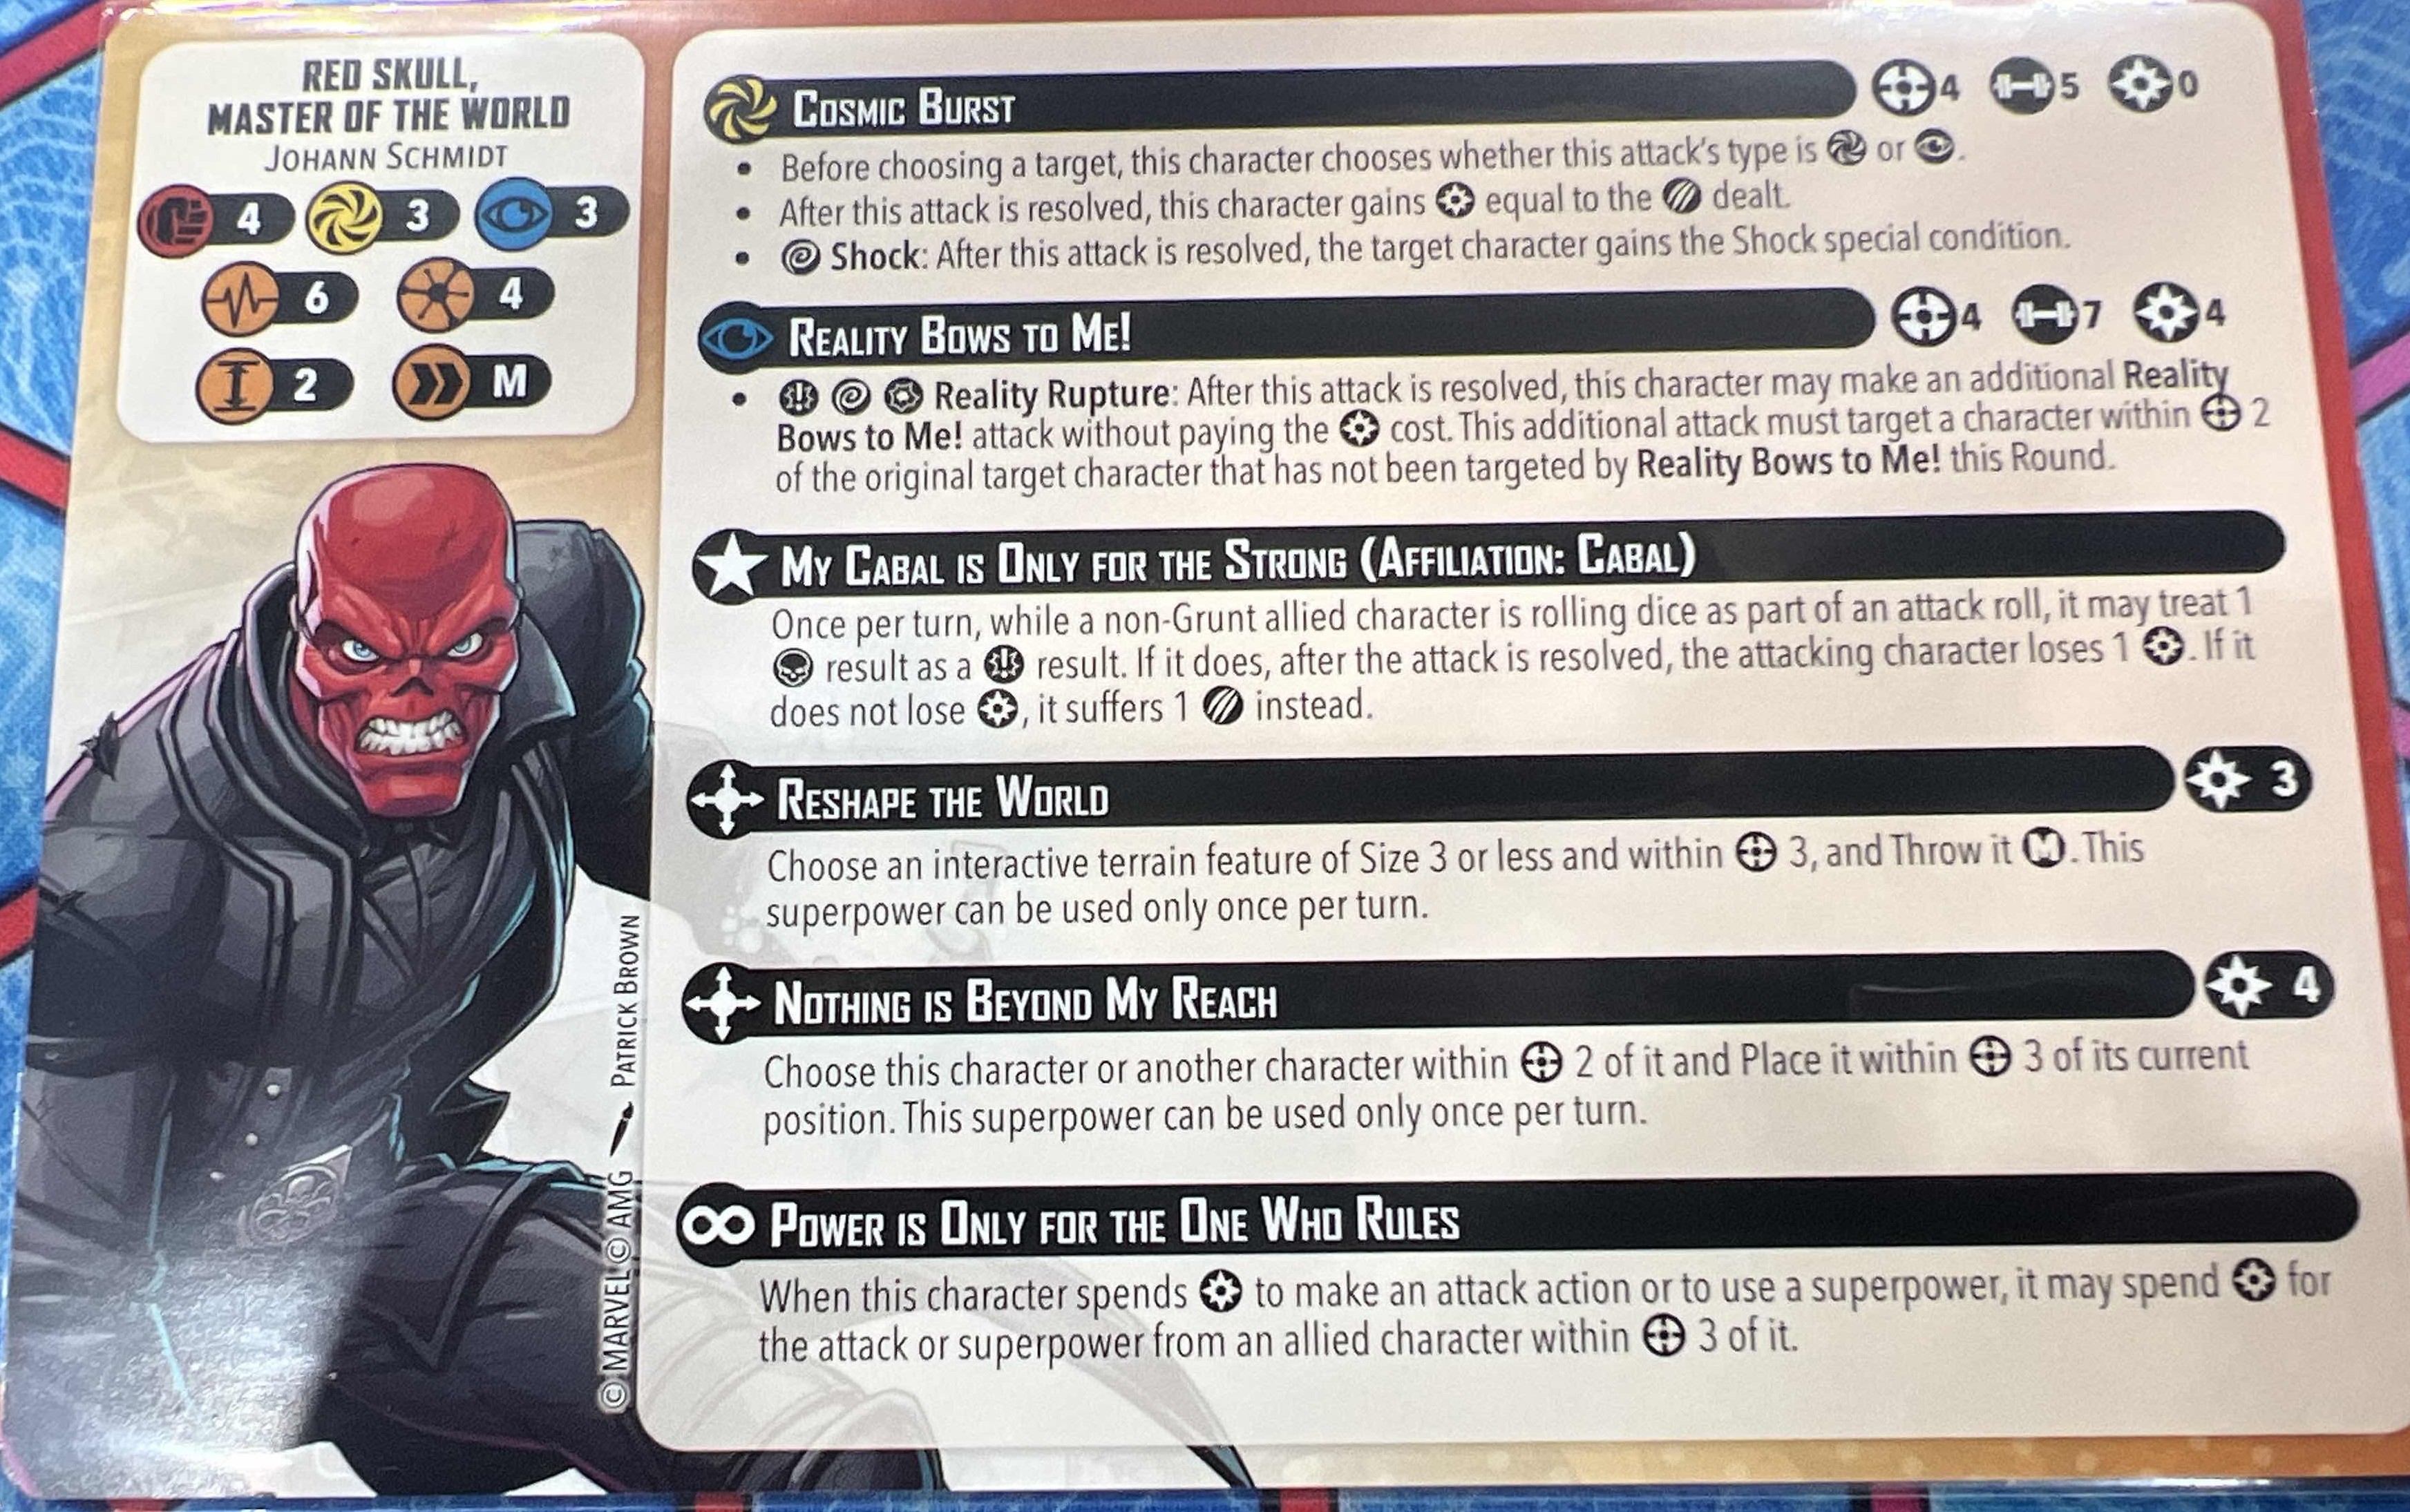 RED SKULL,
MASTER OF THE WORLD
JOHANN SCHMIDT
4 3 3
6 4
2 M
COSMIC BURST 4 5 0
• Before choosing a target, this character chooses whether this attack's type is or .
• After this attack is resolved, this character gains equal to the dealt.
• Shock: After this attack is resolved, the target character gains the Shock special condition.
REALITY BOWS TO ME! 4 7 4
• Reality Rupture: After this attack is resolved, this character may make an additional Reality
Bows to Me! attack without paying the cost. This additional attack must target a character within 2
of the original target character that has not been targeted by Reality Bows to Me! this Round.
MY CABAL IS ONLY FOR THE STRONG (AFFILIATION: CABAL)
Once per turn, while a non-Grunt allied character is rolling dice as part of an attack roll, it may treat 1
result as a result. If it does, after the attack is resolved, the attacking character loses 1 . If it
does not lose , it suffers 1 instead.
RESHAPE THE WORLD 3
Choose an interactive terrain feature of Size 3 or less and within 3, and Throw it M. This
superpower can be used only once per turn.
NOTHING IS BEYOND MY REACH 4
Choose this character or another character within 2 of it and Place it within 3 of its current
position. This superpower can be used only once per turn.
POWER IS ONLY FOR THE ONE WHO RULES
When this character spends to make an attack action or to use a superpower, it may spend for
the attack or superpower from an allied character within 3 of it.
© MARVEL © AMG PATRICK BROWN